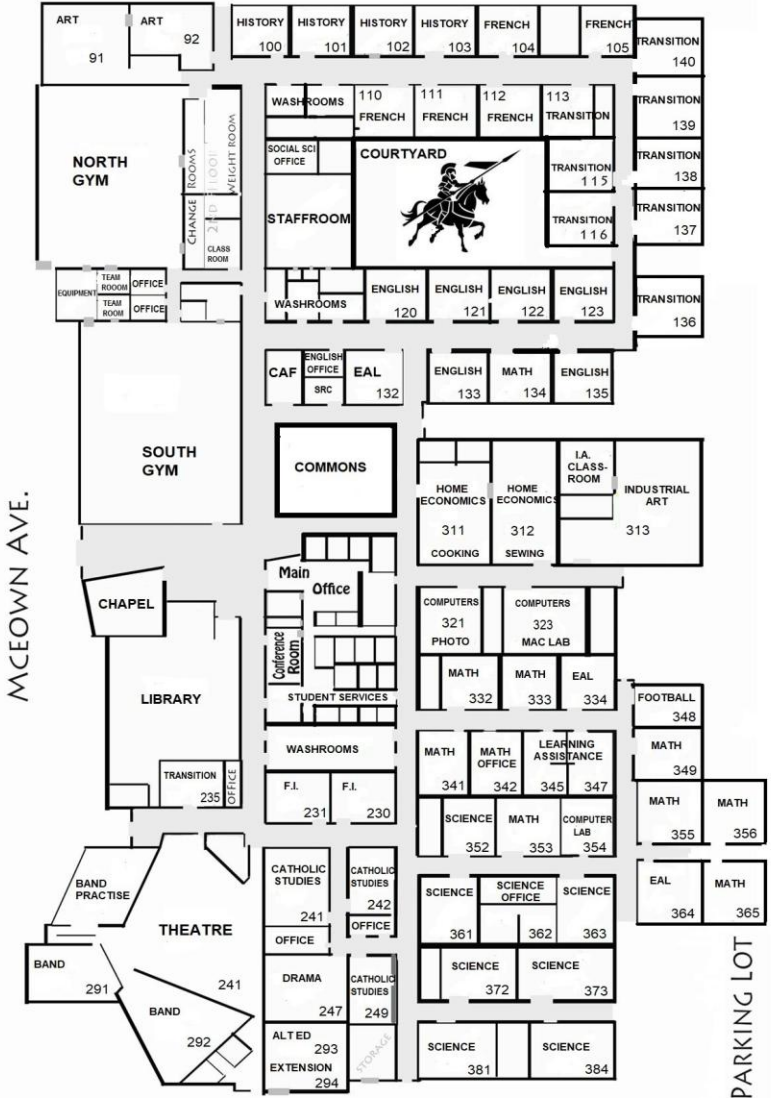 ART
91
ART
92
HISTORY
100
HISTORY
101
HISTORY
102
HISTORY
103
FRENCH
104
FRENCH
105
TRANSITION
140
WASHROOMS
110
FRENCH
111
FRENCH
112
FRENCH
113
TRANSITION
TRANSITION
139
NORTH
GYM
CHANGE ROOMS
2ND FLOOR
WEIGHT ROOM
CLASS
ROOM
SOCIAL SCI
OFFICE
COURTYARD
TRANSITION
115
TRANSITION
138
STAFFROOM
TRANSITION
116
TRANSITION
137
EQUIPMENT
TEAM
ROOOM
OFFICE
TEAM
ROOM
OFFICE
WASHROOMS
ENGLISH
120
ENGLISH
121
ENGLISH
122
ENGLISH
123
TRANSITION
136
CAF
ENGLISH
OFFICE
SRC
EAL
132
ENGLISH
133
MATH
134
ENGLISH
135
SOUTH
GYM
COMMONS
HOME
ECONOMICS
311
COOKING
HOME
ECONOMICS
312
SEWING
I.A.
CLASS-
ROOM
INDUSTRIAL
ART
313
MCEOWN AVE.
CHAPEL
Main
Office
Conference
Room
STUDENT SERVICES
COMPUTERS
321
PHOTO
COMPUTERS
323
MAC LAB
LIBRARY
MATH
332
MATH
333
EAL
334
FOOTBALL
348
WASHROOMS
MATH
341
MATH
OFFICE
342
LEARNING
ASSISTANCE
345
347
MATH
349
TRANSITION
235
OFFICE
F.I.
231
F.I.
230
SCIENCE
352
MATH
353
COMPUTER
LAB
354
MATH
355
MATH
356
BAND
PRACTISE
THEATRE
241
CATHOLIC
STUDIES
241
OFFICE
CATHOLIC
STUDIES
242
OFFICE
SCIENCE
361
SCIENCE
OFFICE
362
SCIENCE
363
EAL
364
MATH
365
BAND
291
BAND
292
DRAMA
247
CATHOLIC
STUDIES
249
SCIENCE
372
SCIENCE
373
ALT ED
293
EXTENSION
294
STORAGE
SCIENCE
381
SCIENCE
384
PARKING LOT